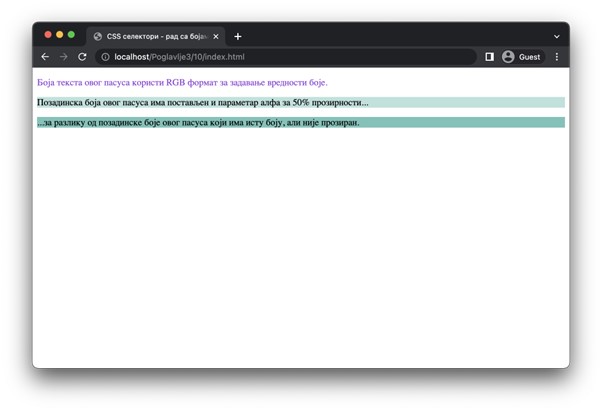 CSS селектори - рад са бојам
localhost/Poglavlje3/10/index.html
Guest
Боја текста овог пасуса користи RGB формат за задавање вредности боје.
Позадинска боја овог пасуса има постављен и параметар алфа за 50% прозирности...
...за разлику од позадинске боје овог пасуса који има исту боју, али није прозиран.